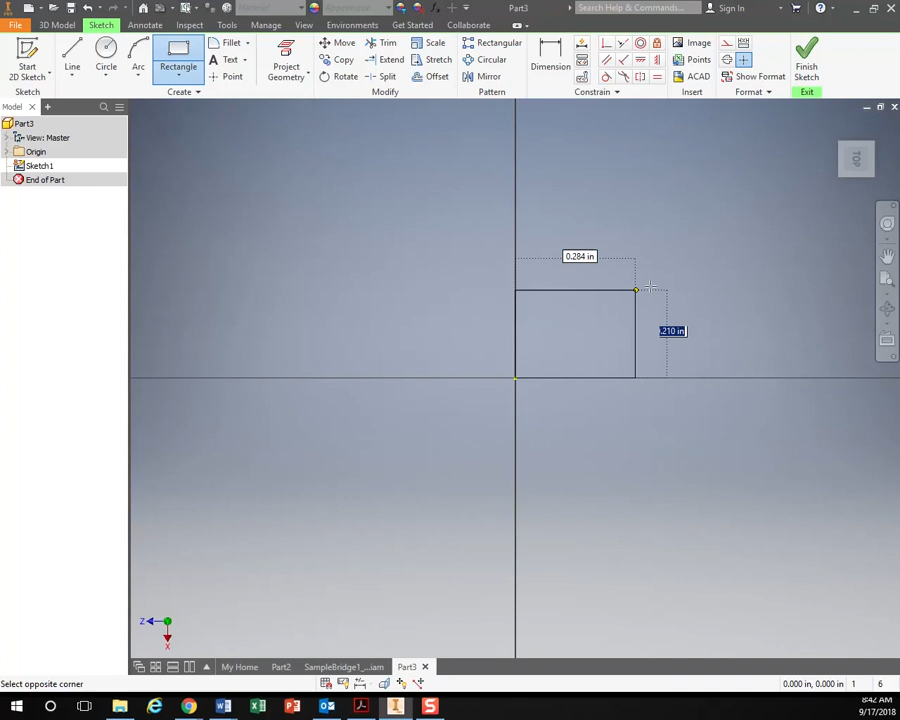 Part3
Search Help & Commands...
Sign In
File 3D Model Sketch Annotate Inspect Tools Manage View Environments Get Started Collaborate
Start
2D Sketch
Line
Circle
Arc
Rectangle
Fillet
Text
Point
Project
Geometry
Move
Copy
Rotate
Trim
Extend
Split
Scale
Stretch
Offset
Rectangular
Circular
Mirror
Dimension
Image
Points
ACAD
Show Format
Finish
Sketch
Sketch Create Modify Pattern Constrain Insert Format Exit
Model
Part3
View: Master
Origin
Sketch1
End of Part
TOP
0.284 in
.210 in
Z
X
My Home Part2 SampleBridge1_...iam Part3
Select opposite corner
0.000 in, 0.000 in 1 6
8:42 AM
9/17/2018